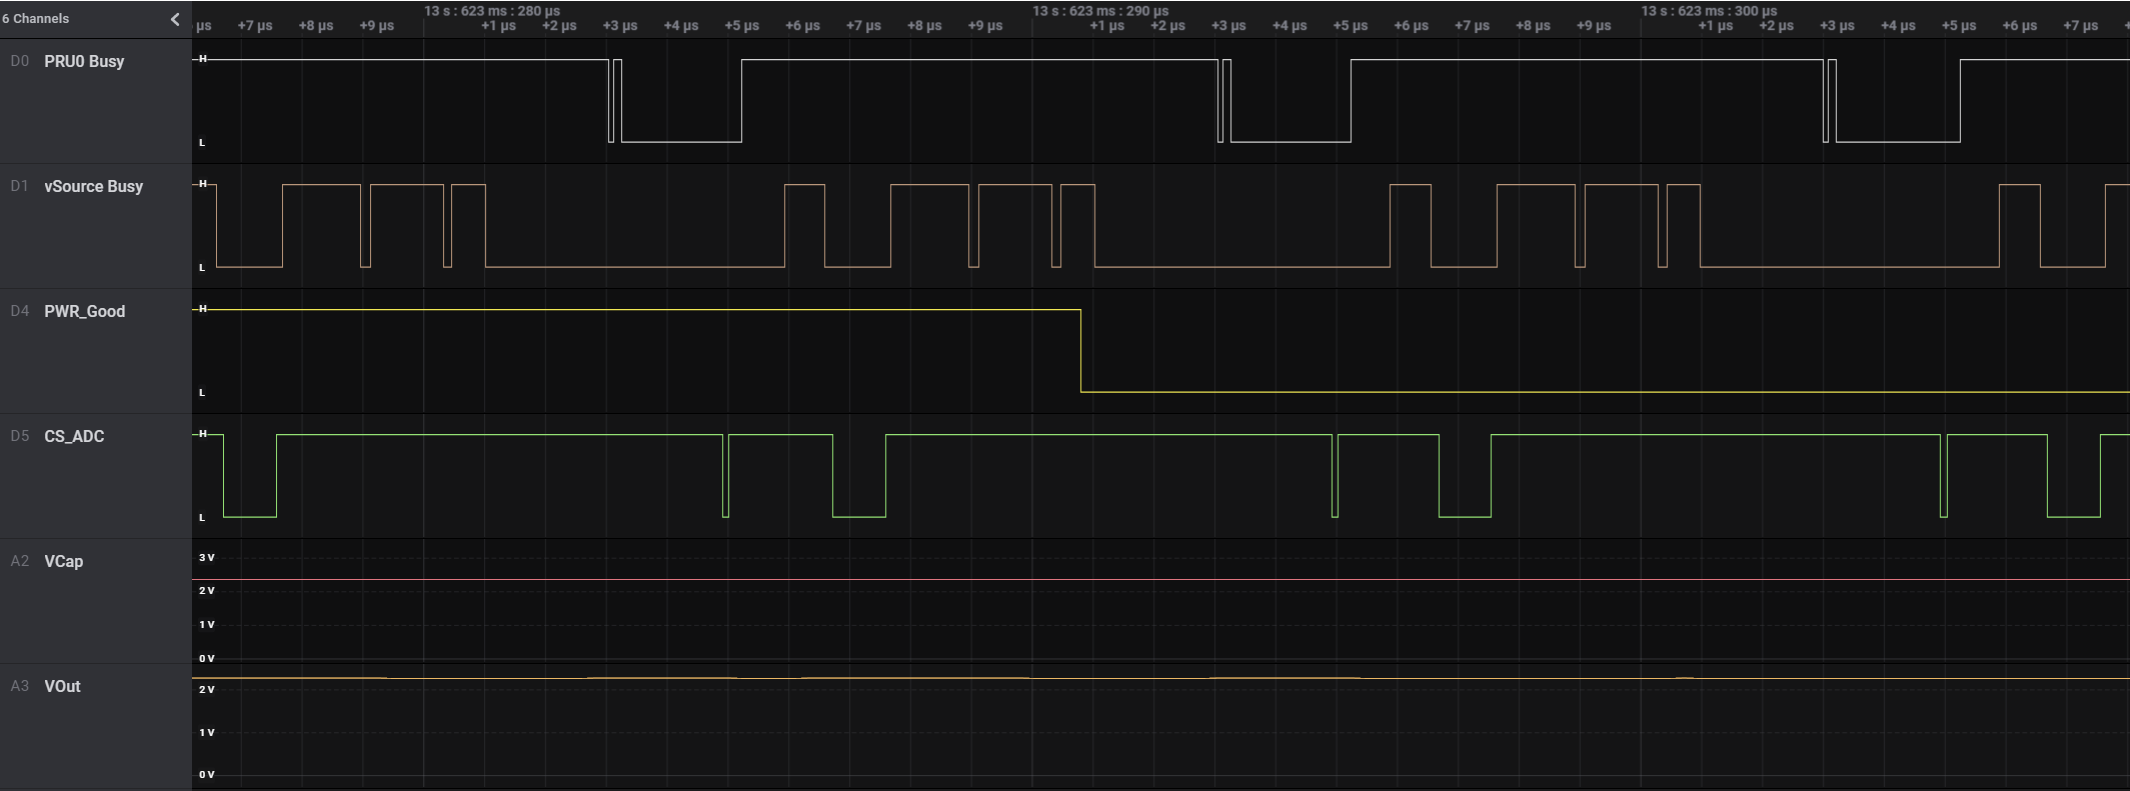 6 Channels
13 s : 623 ms : 280 µs 13 s : 623 ms : 290 µs 13 s : 623 ms : 300 µs
µs +7 µs +8 µs +9 µs +1 µs +2 µs +3 µs +4 µs +5 µs +6 µs +7 µs +8 µs +9 µs +1 µs +2 µs +3 µs +4 µs +5 µs +6 µs +7 µs +8 µs +9 µs +1 µs +2 µs +3 µs +4 µs +5 µs +6 µs +7 µs +
D0 PRU0 Busy
H
L
D1 vSource Busy
H
L
D4 PWR_Good
H
L
D5 CS_ADC
H
L
A2 VCap
3 V
2 V
1 V
0 V
A3 VOut
2 V
1 V
0 V